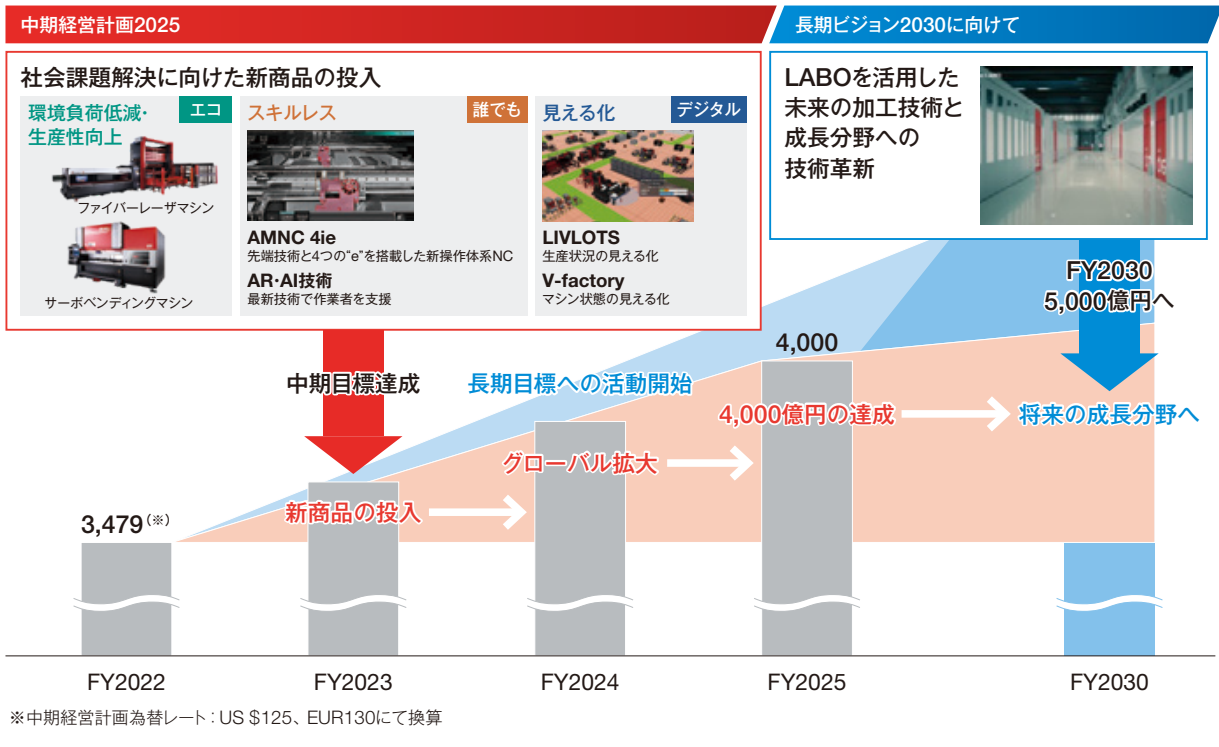 中期経営計画2025
長期ビジョン2030に向けて
社会課題解決に向けた新商品の投入
環境負荷低減・
生産性向上
エコ
ファイバーレーザマシン
サーボベンディングマシン
スキルレス
誰でも
AMNC 4ie
先端技術と4つの“e”を搭載した新操作体系NC
AR・AI技術
最新技術で作業者を支援
見える化
デジタル
LIVLOTS
生産状況の見える化
V-factory
マシン状態の見える化
LABOを活用した
未来の加工技術と
成長分野への
技術革新
FY2030
5,000億円へ
中期目標達成
長期目標への活動開始
4,000
4,000億円の達成
将来の成長分野へ
グローバル拡大
新商品の投入
3,479(※)
FY2022
FY2023
FY2024
FY2025
FY2030
※中期経営計画為替レート：US $125、EUR130にて換算